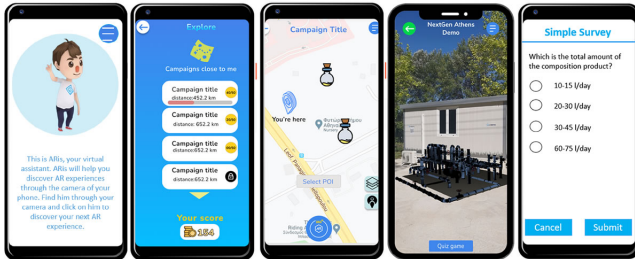 This is ARis, your virtual
assistant. ARis will help you
discover AR experiences
through the camera of your
phone. Find him through your
camera and click on him to
discover your next AR
experience.
Explore
Campaigns close to me
Campaign title
distance:452.2 km
Campaign title
distance: 652.2 km
Campaign title
distance:652.2 km
Campaign title
distance:652.2 km
Your score
154
Campaign Title
You're here
Select POI
NextGen Athens
Demo
Quiz game
Simple Survey
Which is the total amount of
the composition product?
10-15 l/day
20-30 l/day
30-45 l/day
60-75 l/day
Cancel
Submit